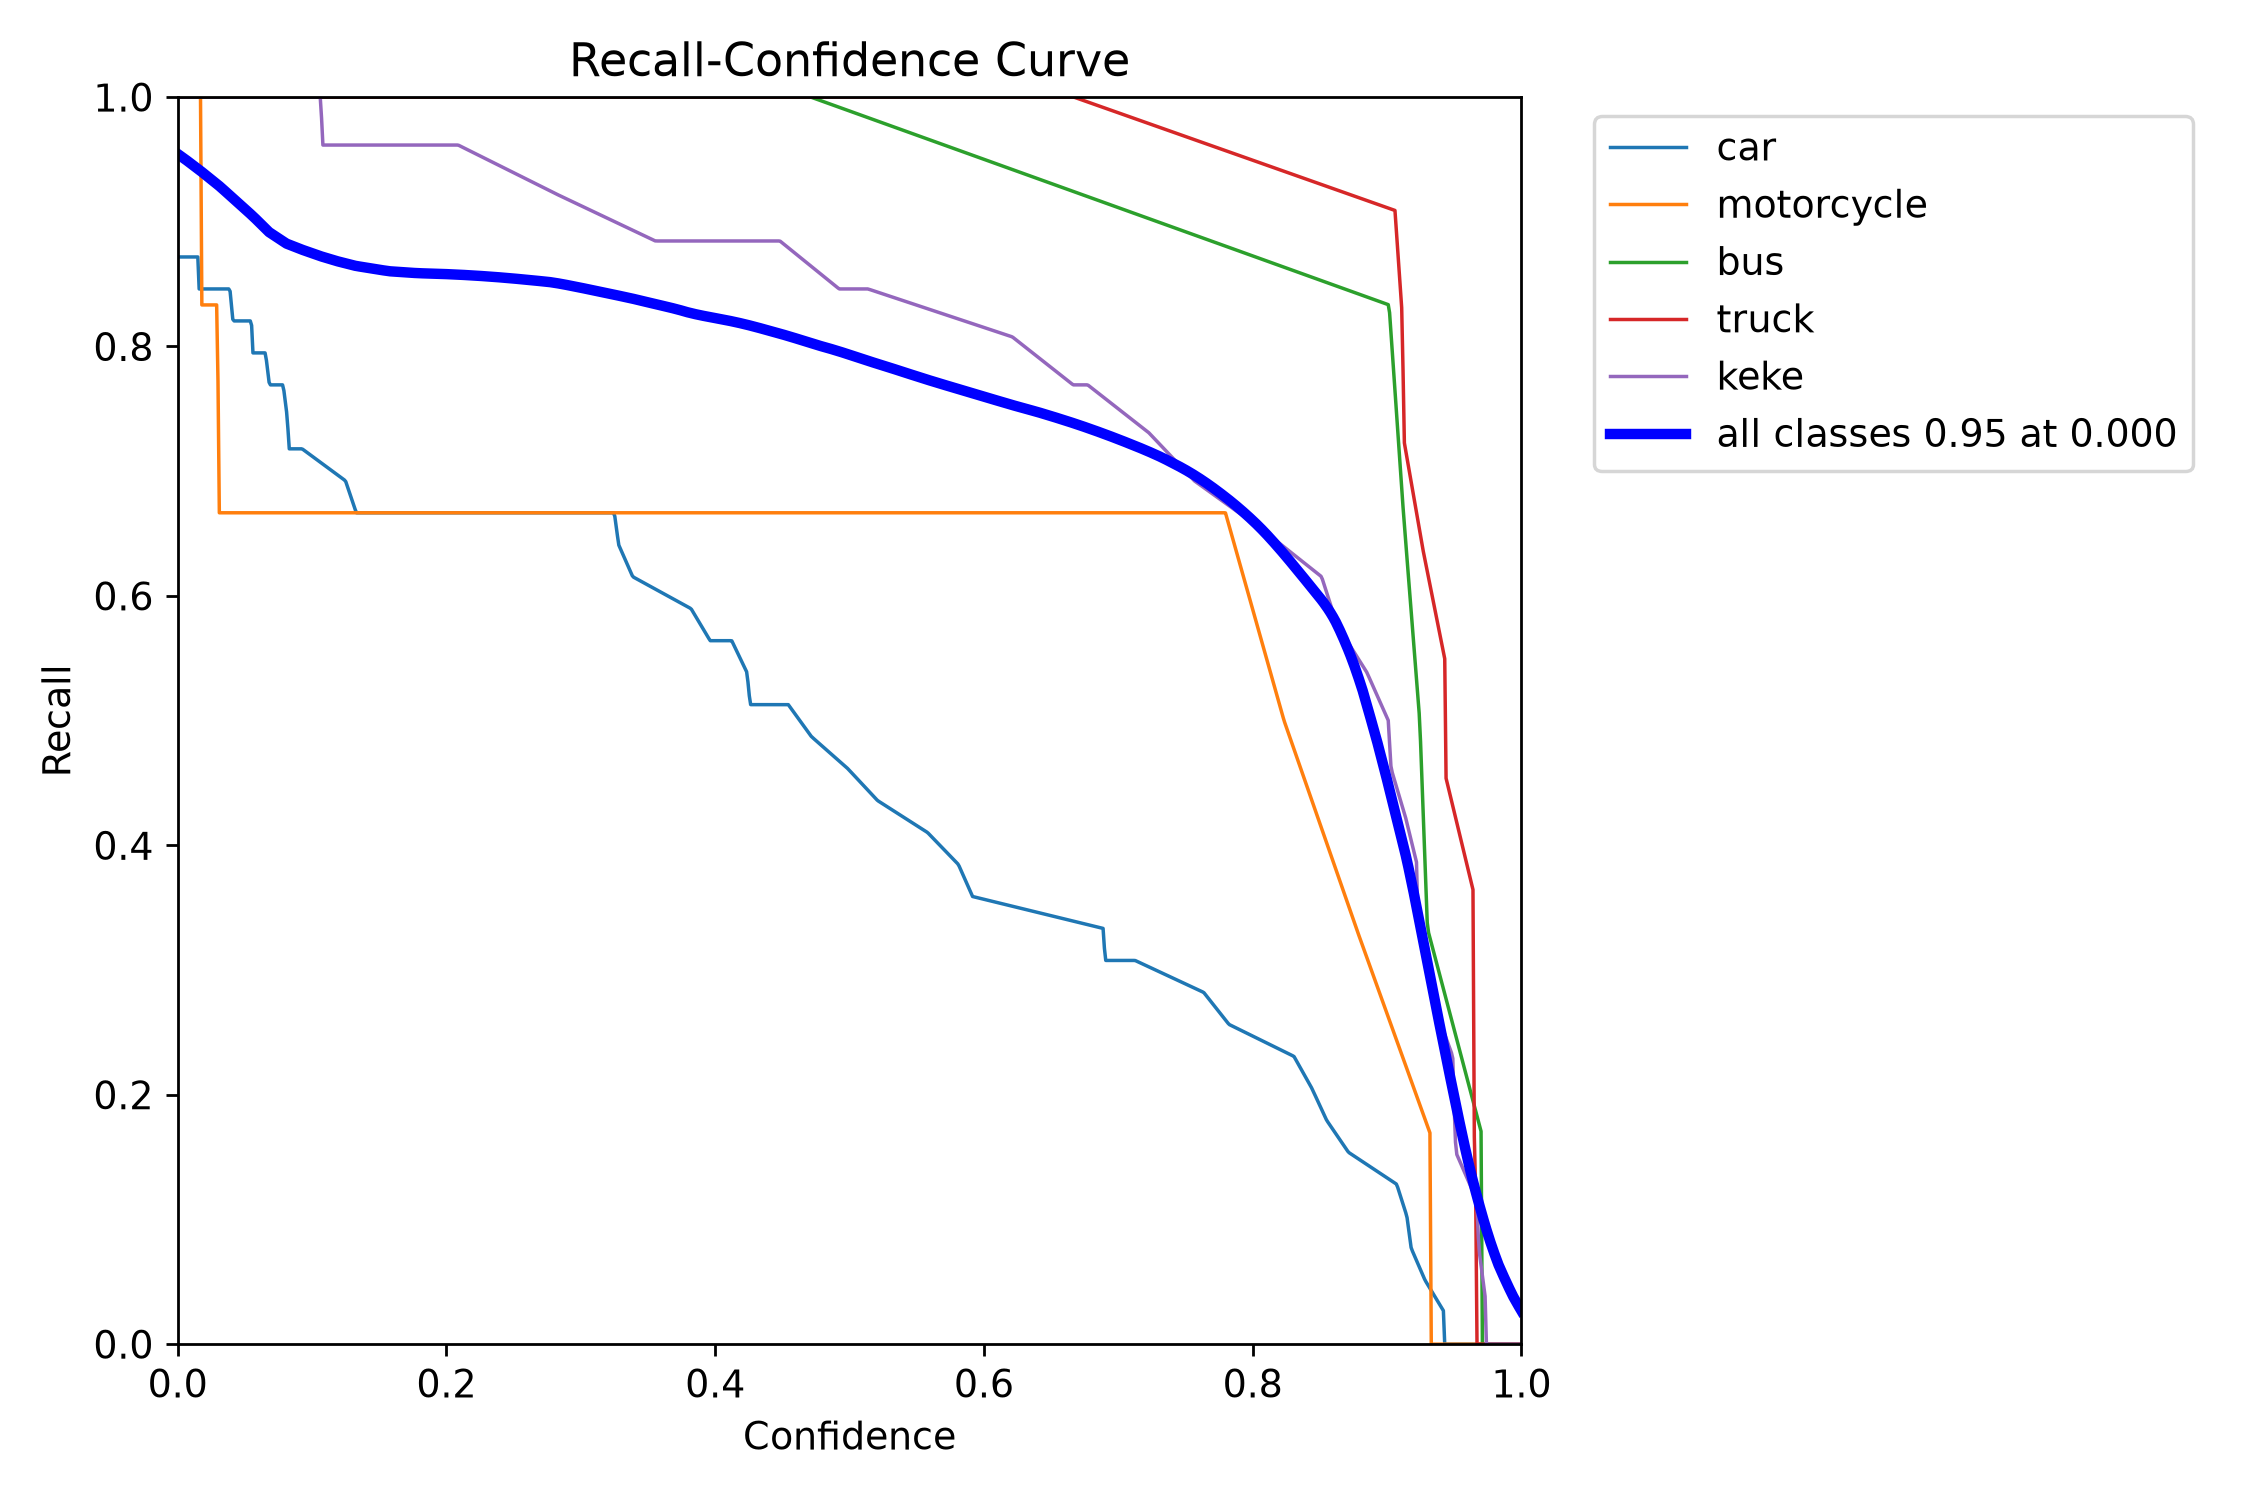 Recall-Confidence Curve
1.0
0.8
0.6
0.4
0.2
0.0
Recall
0.0 0.2 0.4 0.6 0.8 1.0
Confidence
car
motorcycle
bus
truck
keke
all classes 0.95 at 0.000